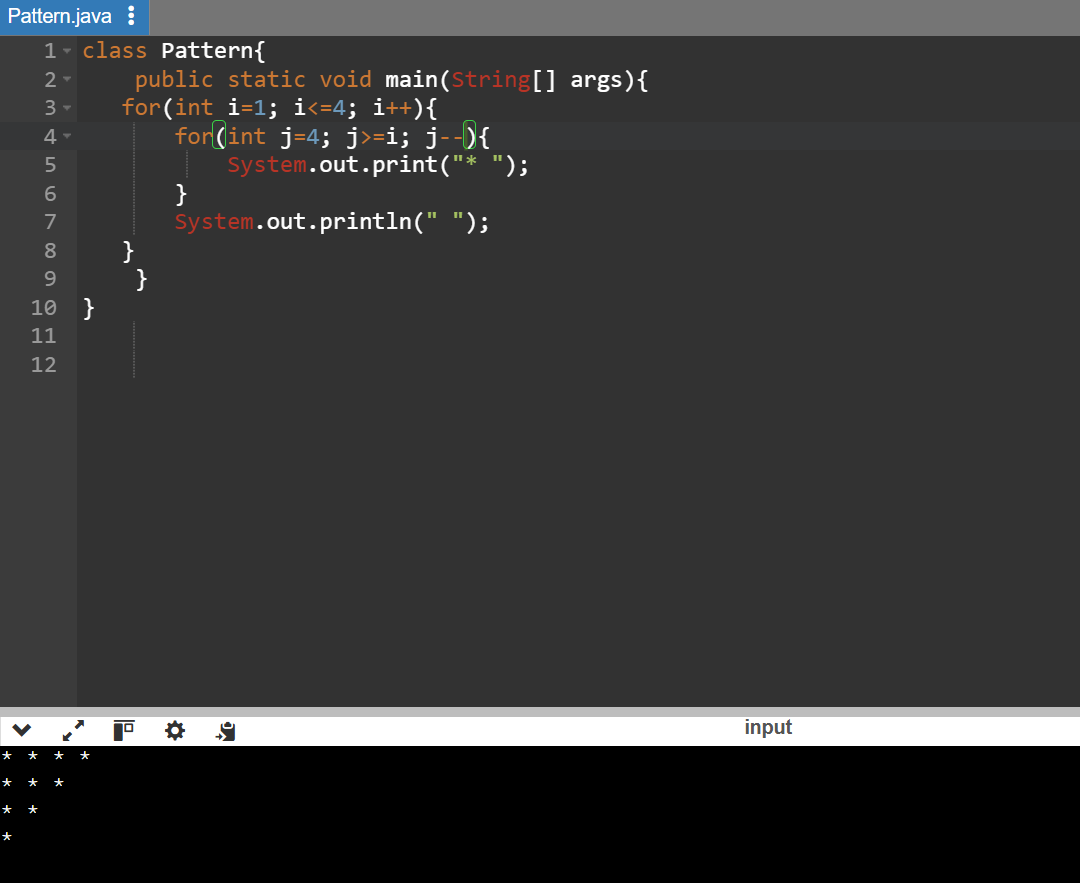 Pattern.java
1 class Pattern{
2     public static void main(String[] args){
3    for(int i=1; i<=4; i++){
4        for(int j=4; j>=i; j--){
5            System.out.print("* ");
6        }
7        System.out.println(" ");
8    }
9     }
10 }
11
12
input
* * * *
* * *
* *
*